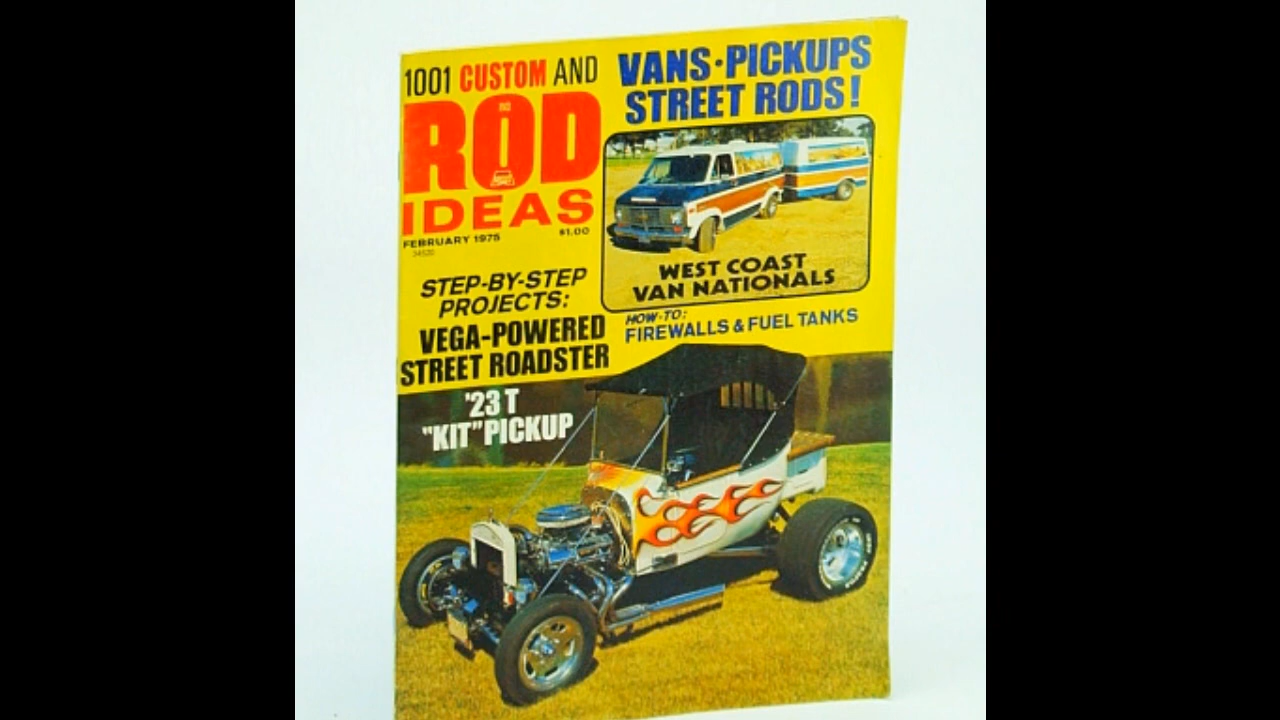 1001 CUSTOM AND
ROD
IDEAS
FEBRUARY 1975
$1.00
34520
VANS·PICKUPS
STREET RODS!
WEST COAST
VAN NATIONALS
STEP-BY-STEP
PROJECTS:
VEGA-POWERED
STREET ROADSTER
HOW-TO:
FIREWALLS & FUEL TANKS
'23 T
"KIT" PICKUP